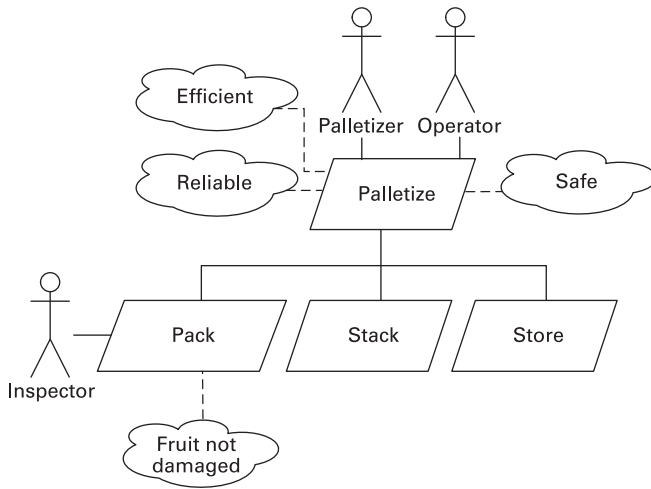 Efficient
Palletizer
Operator
Reliable
Palletize
Safe
Pack
Stack
Store
Inspector
Fruit not
damaged